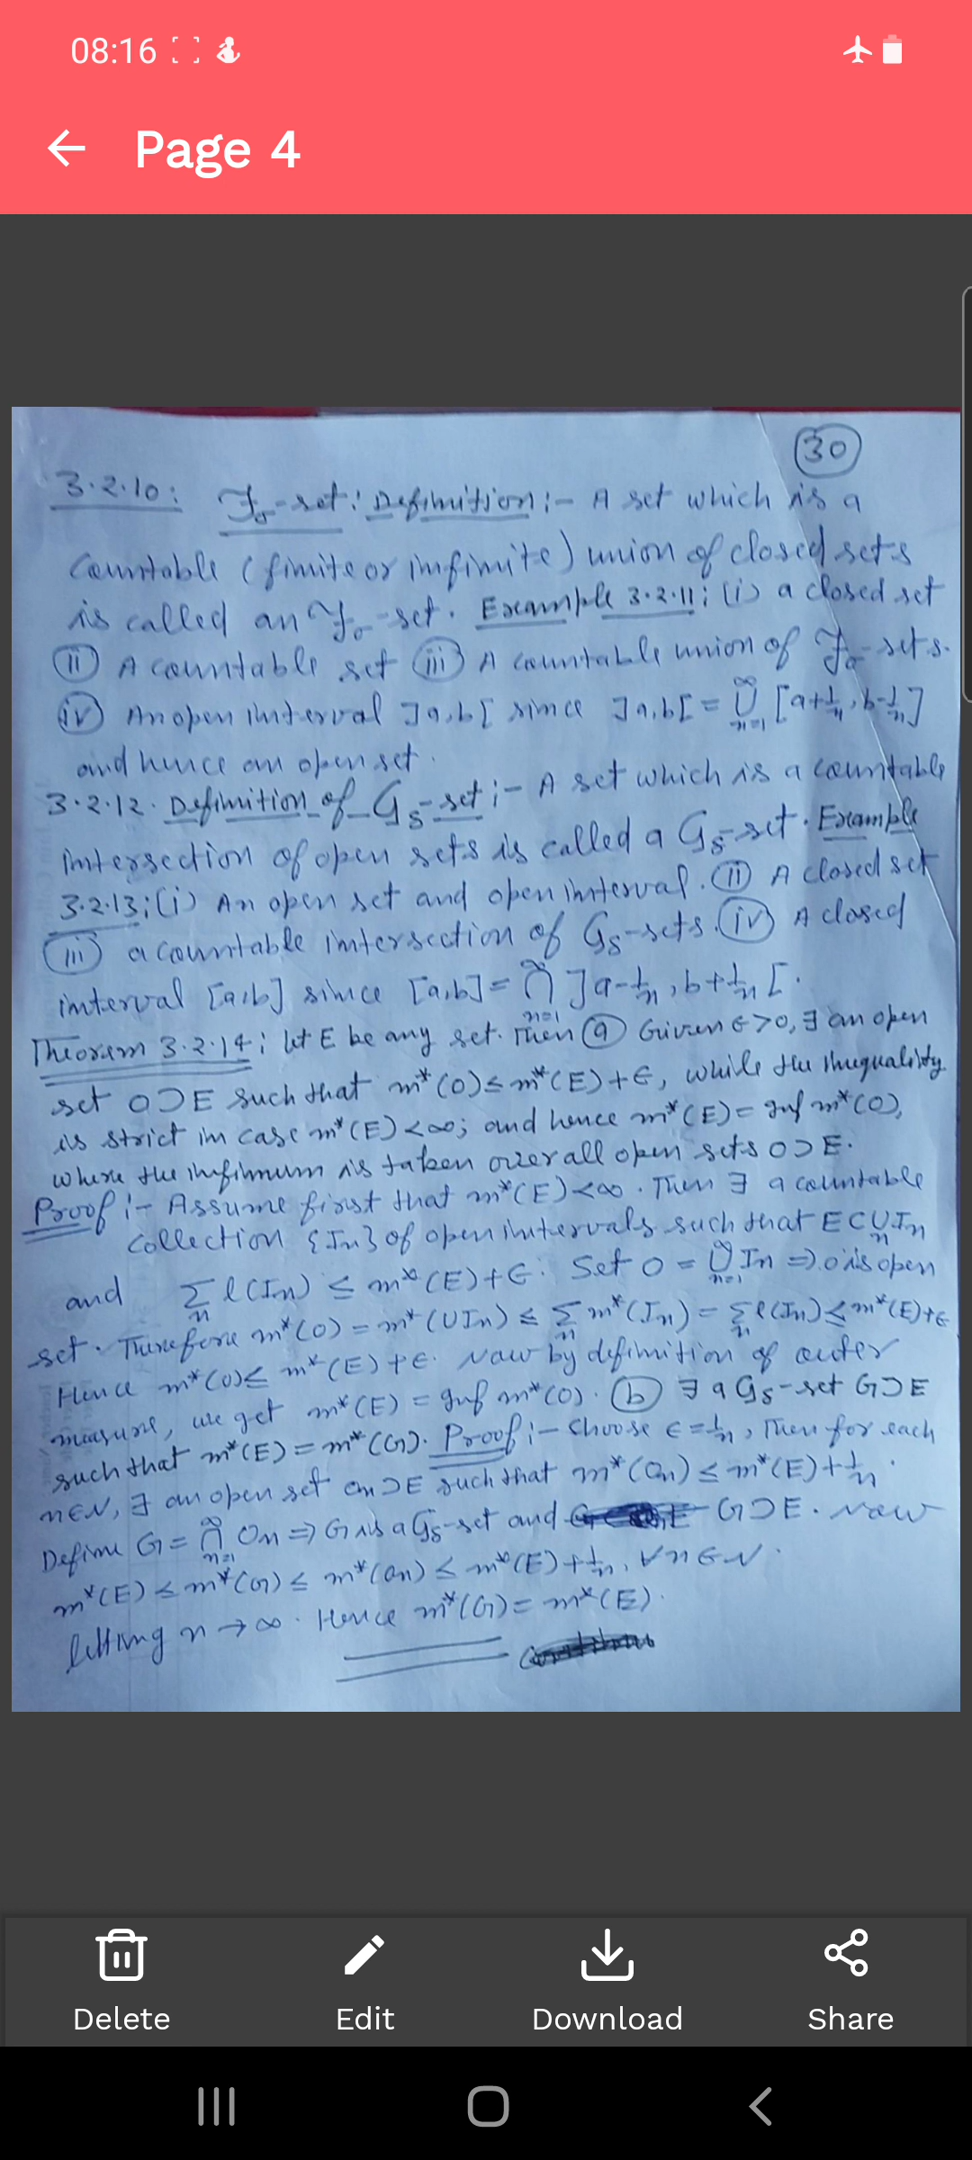 08:16
Page 4
30
3.2.10: Fσ-set: Definition:- A set which is a
Countable (finite or infinite) union of closed sets
is called an Fσ-set. Example 3.2.11: (i) a closed set
(ii) A countable set (iii) A countable union of Fσ-sets.
(iv) An open interval ]a,b[ since ]a,b[ = ∞∪n=1 [a+1/n, b-1/n]
and hence an open set.
3.2.12. Definition of Gδ-set:- A set which is a countable
intersection of open sets is called a Gδ-set. Example
3.2.13: (i) An open set and open interval. (ii) A closed set
(iii) a countable intersection of Gδ-sets. (iv) A closed
interval [a,b] since [a,b] = ∞∩n=1 ]a-1/n, b+1/n[.
Theorem 3.2.14: let E be any set. Then (a) Given ϵ>0, ∃ an open
set O⊃E such that m*(O)≤m*(E)+ϵ, while the inequality
is strict in case m*(E)<∞; and hence m*(E)= Inf m*(O),
where the infimum is taken over all open sets O⊃E.
Proof:- Assume first that m*(E)<∞. Then ∃ a countable
collection {In} of open intervals such that E⊂∪n In
and Σn l(In) ≤ m*(E)+ϵ. Set O = ∞∪n=1 In ⇒ O is open
set. Therefore m*(O) = m*(∪In) ≤ Σn m*(In) = Σn l(In) ≤ m*(E)+ϵ
Hence m*(O) ≤ m*(E)+ϵ. Now by definition of outer
measure, we get m*(E) = Inf m*(O). (b) ∃ a Gδ-set G⊃E
such that m*(E) = m*(G). Proof:- Choose ϵ=1/n, Then for each
n∈N, ∃ an open set On⊃E such that m*(On) ≤ m*(E)+1/n.
Define G = ∞∩n=1 On ⇒ G is a Gδ-set and G⊃E. Now
m*(E) ≤ m*(G) ≤ m*(On) ≤ m*(E)+1/n, ∀n∈N.
letting n→∞. Hence m*(G) = m*(E).
Delete
Edit
Download
Share